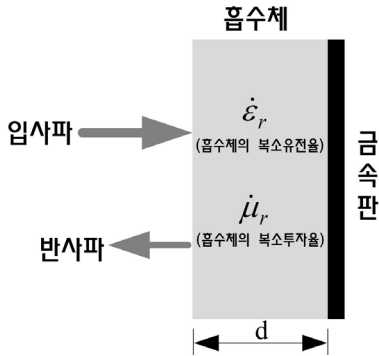 흡수체
입사파
ε̇r
(흡수체의 복소유전율)
금속판
반사파
μ̇r
(흡수체의 복소투자율)
d